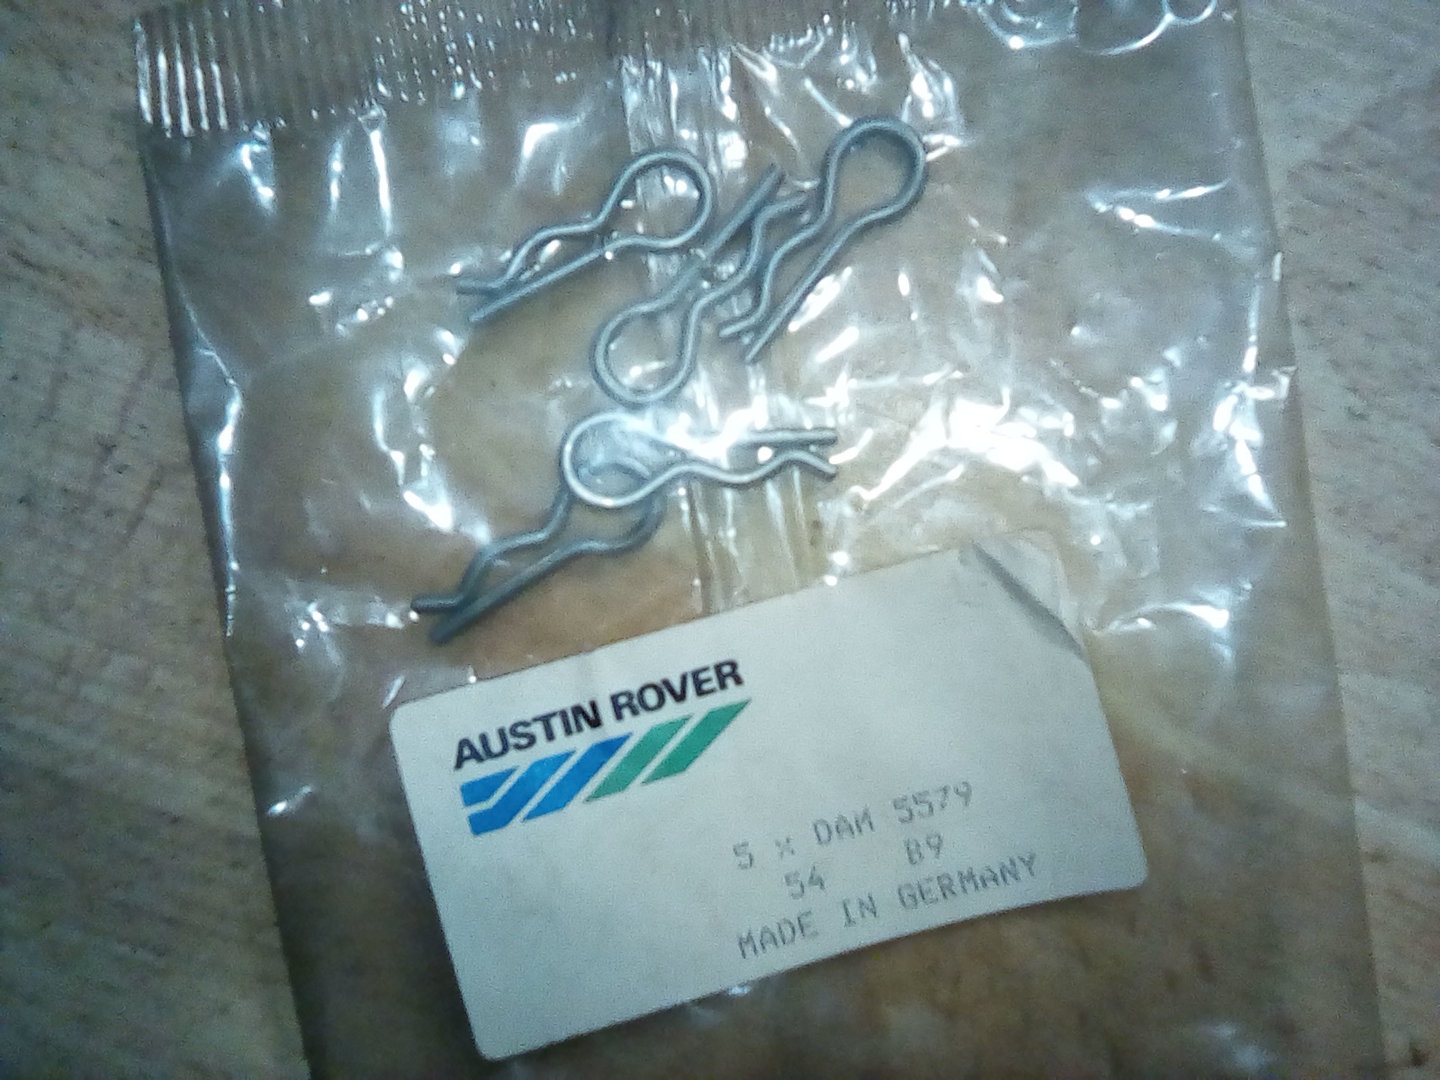 AUSTIN ROVER
5 x DAM 5579
54 89
MADE IN GERMANY